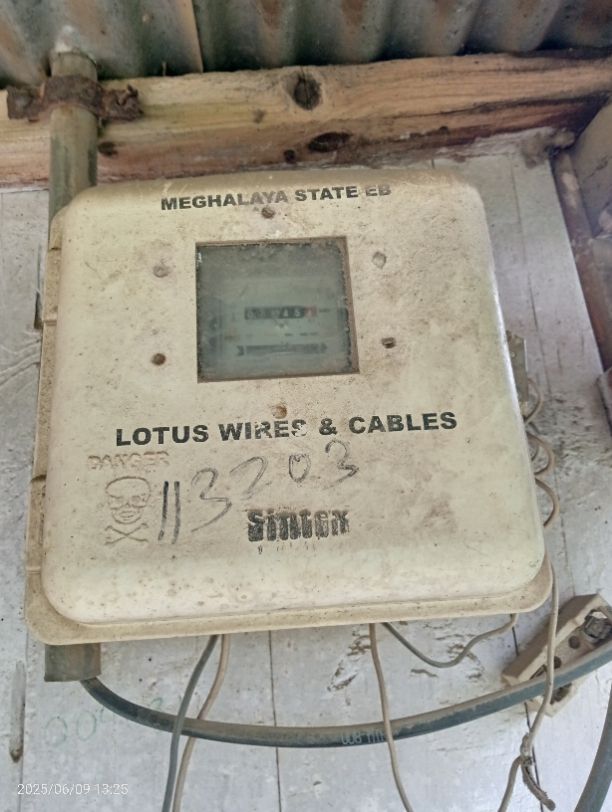 MEGHALAYA STATE EB
LOTUS WIRES & CABLES
DANGER
113203
Sintex
2025/06/09 13:25